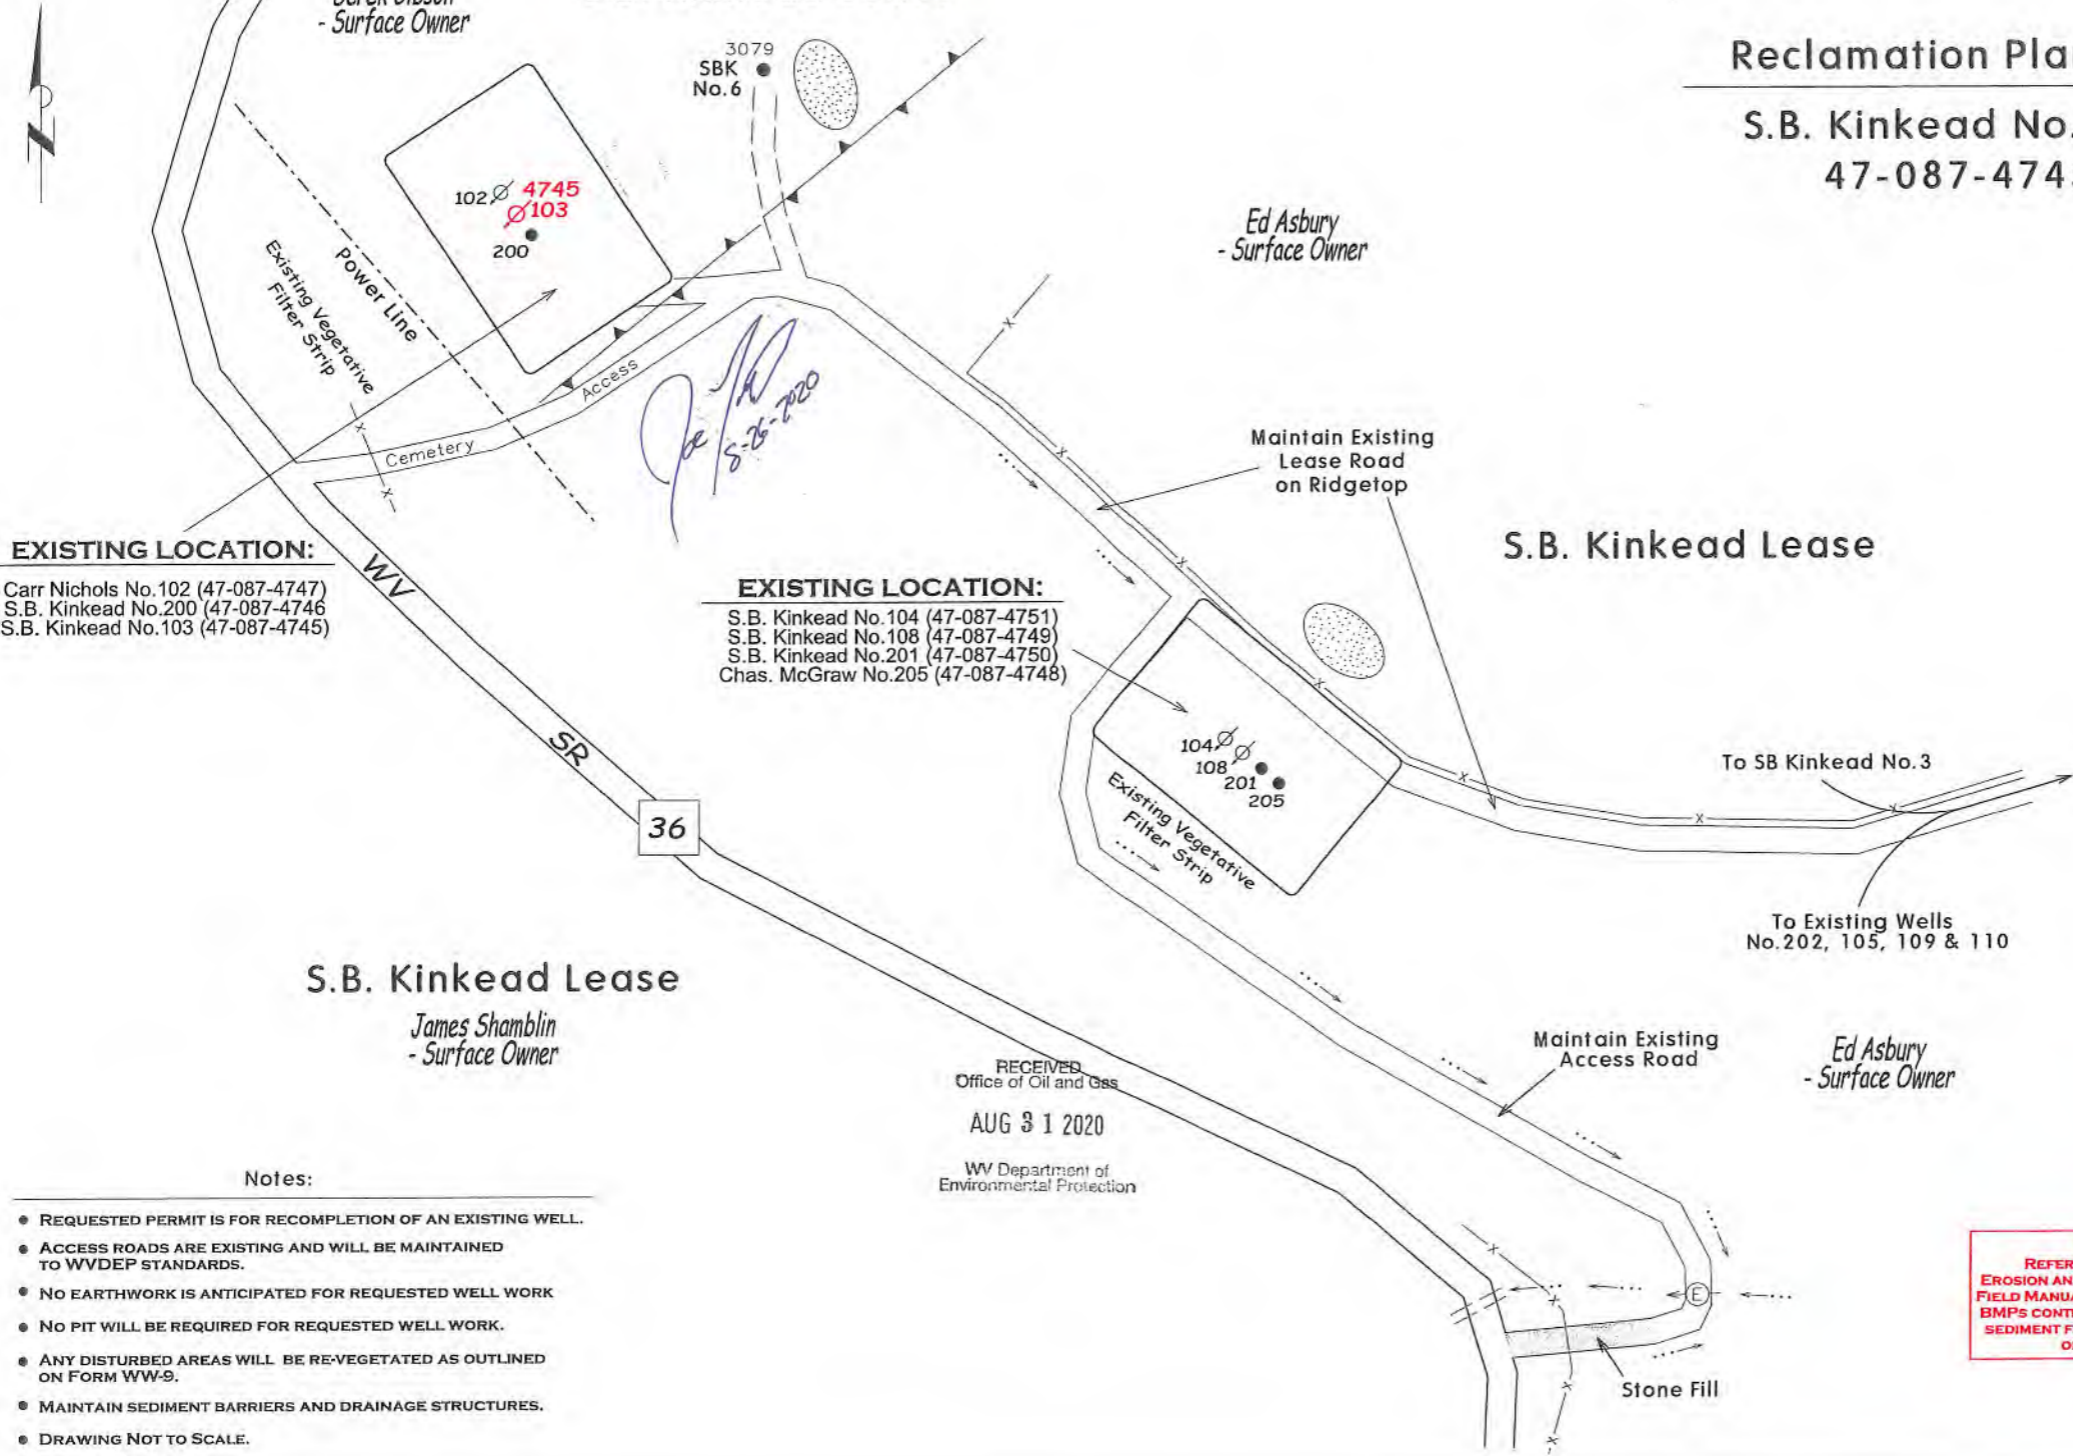 - Surface Owner
3079
SBK
No.6
Reclamation Pla
S.B. Kinkead No.
47-087-474
102 4745
103
200
Ed Asbury
- Surface Owner
Power Line
Existing Vegetative
Filter Strip
Access
Cemetery
Joe
8-26-2020
Maintain Existing
Lease Road
on Ridgetop
S.B. Kinkead Lease
EXISTING LOCATION:
Carr Nichols No.102 (47-087-4747)
S.B. Kinkead No.200 (47-087-4746
S.B. Kinkead No.103 (47-087-4745)
WV
SR
36
EXISTING LOCATION:
S.B. Kinkead No.104 (47-087-4751)
S.B. Kinkead No.108 (47-087-4749)
S.B. Kinkead No.201 (47-087-4750)
Chas. McGraw No.205 (47-087-4748)
104
108
201
205
Existing Vegetative
Filter Strip
To SB Kinkead No.3
To Existing Wells
No.202, 105, 109 & 110
S.B. Kinkead Lease
James Shamblin
- Surface Owner
Maintain Existing
Access Road
Ed Asbury
- Surface Owner
RECEIVED
Office of Oil and Gas
AUG 31 2020
WV Department of
Environmental Protection
E
Stone Fill
Notes:
• REQUESTED PERMIT IS FOR RECOMPLETION OF AN EXISTING WELL.
• ACCESS ROADS ARE EXISTING AND WILL BE MAINTAINED
TO WVDEP STANDARDS.
• NO EARTHWORK IS ANTICIPATED FOR REQUESTED WELL WORK
• NO PIT WILL BE REQUIRED FOR REQUESTED WELL WORK.
• ANY DISTURBED AREAS WILL BE RE-VEGETATED AS OUTLINED
ON FORM WW-9.
• MAINTAIN SEDIMENT BARRIERS AND DRAINAGE STRUCTURES.
• DRAWING NOT TO SCALE.
REFER
EROSION AN
FIELD MANUA
BMPS CONT
SEDIMENT F
O